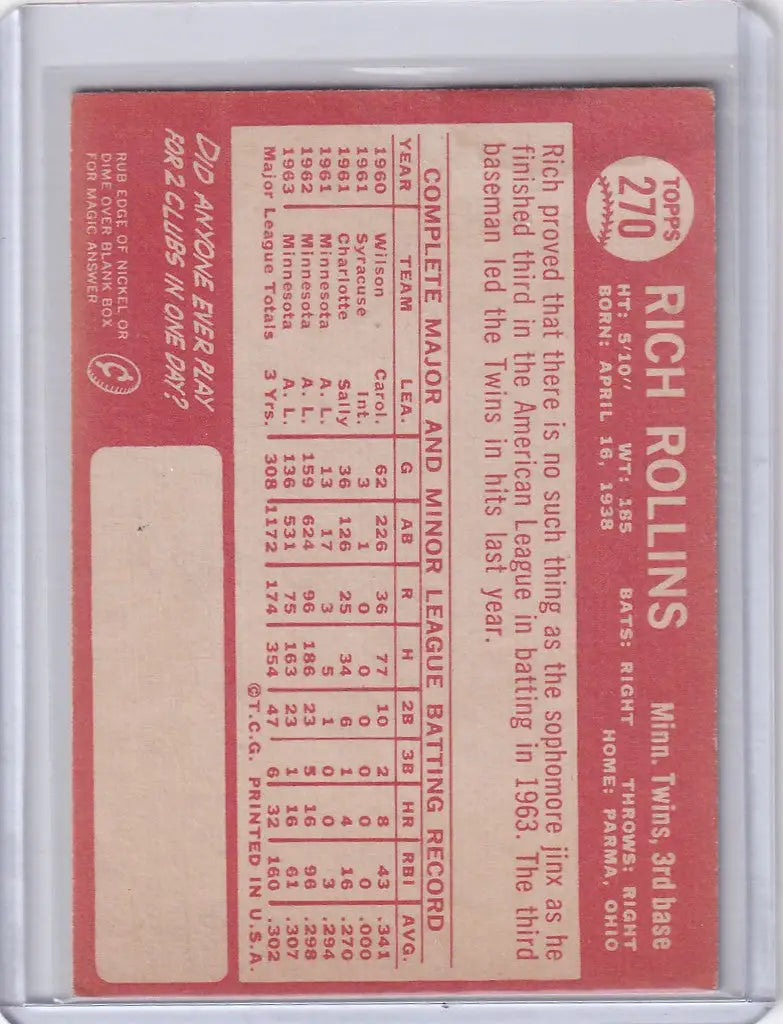 TOPPS
270
RICH ROLLINS
Minn. Twins, 3rd base
HT: 5/10" WT: 185 BATS: RIGHT THROWS: RIGHT
BORN: APRIL 16, 1938 HOME: PARMA, OHIO
Rich proved that there is no such thing as the sophomore jinx as he
finished third in the American League in batting in 1963. The third
baseman led the Twins in hits last year.
COMPLETE MAJOR AND MINOR LEAGUE BATTING RECORD
YEAR TEAM LEA. G AB R H 2B 3B HR RBI AVG.
1960 Wilson Carol. 62 226 36 77 10 2 8 43 .341
1961 Syracuse Int. 3 1 0 0 0 0 0 0 .000
1961 Charlotte Sally 36 126 25 34 6 1 4 16 .270
1961 Minnesota A. L. 13 17 3 5 1 0 0 3 .294
1962 Minnesota A. L. 159 624 96 186 23 5 16 96 .298
1963 Minnesota A. L. 136 531 75 163 23 1 16 61 .307
Major League Totals 3 Yrs. 308 1172 174 354 47 6 32 160 .302
©T.C.G. PRINTED IN U.S.A.
DID ANYONE EVER PLAY
FOR 2 CLUBS IN ONE DAY?
RUB EDGE OF NICKEL OR
DIME OVER BLANK BOX
FOR MAGIC ANSWER